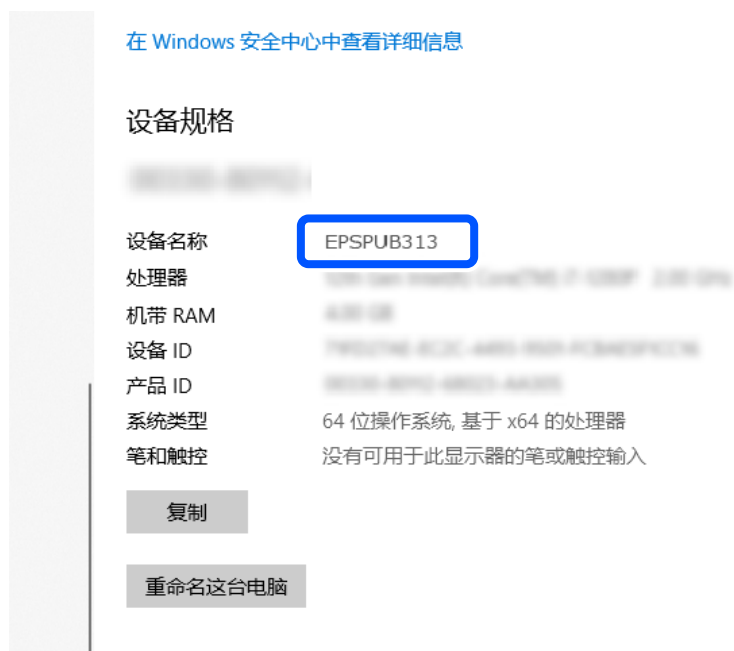 在 Windows 安全中心中查看详细信息
设备规格
设备名称 EPSPUB313
处理器
机带 RAM
设备 ID
产品 ID
系统类型 64 位操作系统, 基于 x64 的处理器
笔和触控 没有可用于此显示器的笔或触控输入
复制
重命名这台电脑